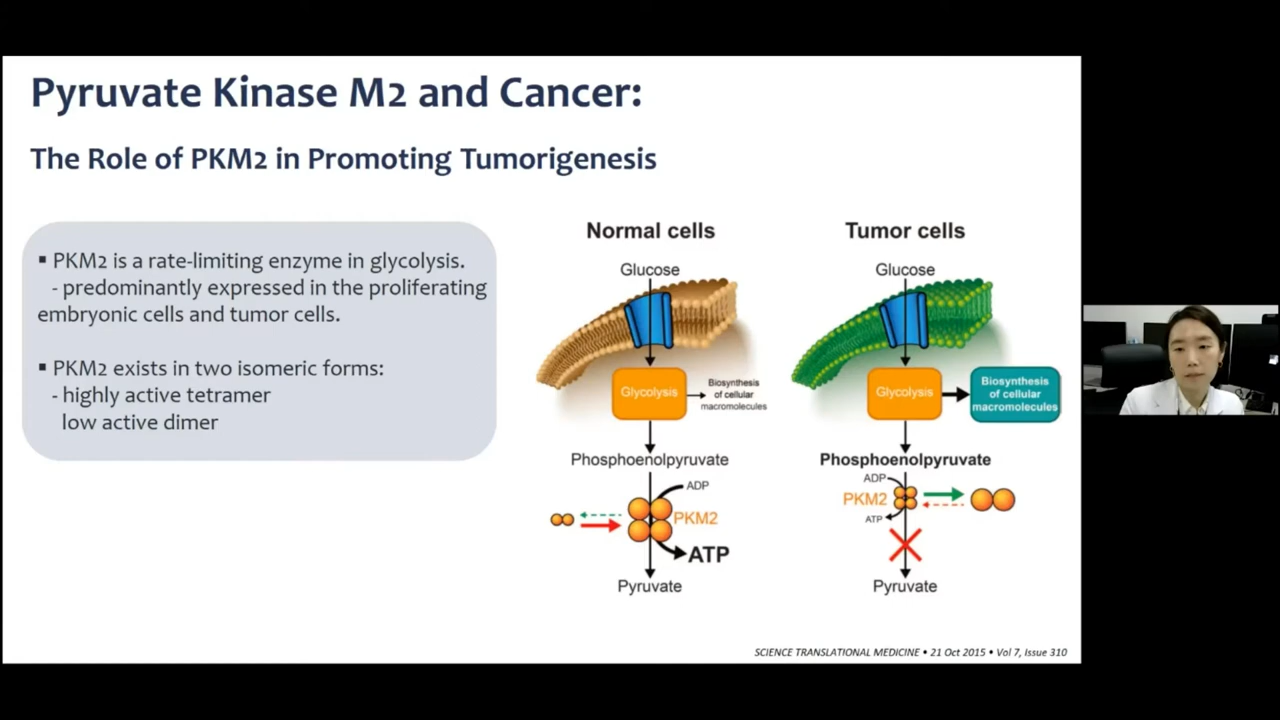 Pyruvate Kinase M2 and Cancer:
The Role of PKM2 in Promoting Tumorigenesis
▪ PKM2 is a rate-limiting enzyme in glycolysis.
- predominantly expressed in the proliferating
embryonic cells and tumor cells.
▪ PKM2 exists in two isomeric forms:
- highly active tetramer
low active dimer
Normal cells
Glucose
Glycolysis
Biosynthesis
of cellular
macromolecules
Phosphoenolpyruvate
ADP
PKM2
ATP
Pyruvate
Tumor cells
Glucose
Glycolysis
Biosynthesis
of cellular
macromolecules
Phosphoenolpyruvate
ADP
PKM2
ATP
Pyruvate
SCIENCE TRANSLATIONAL MEDICINE • 21 Oct 2015 • Vol 7, Issue 310